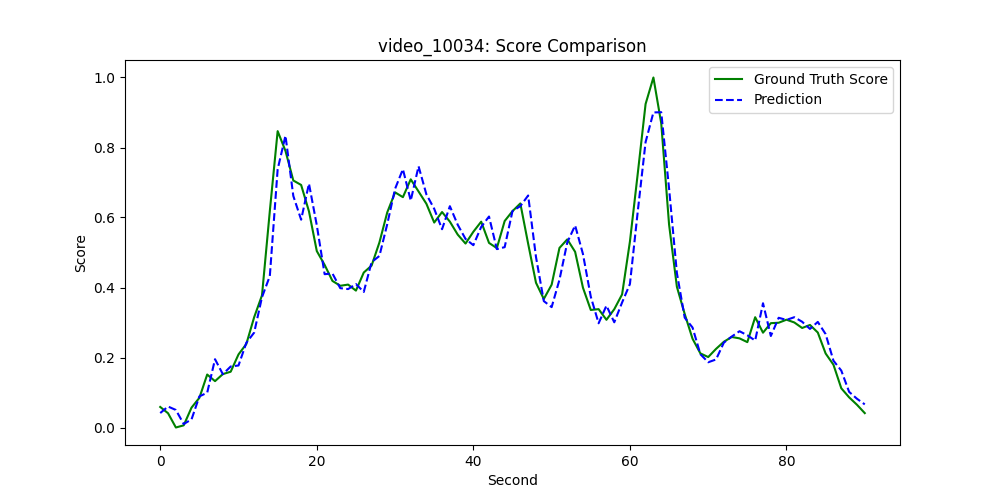 video_10034: Score Comparison
Ground Truth Score
Prediction
1.0
0.8
0.6
0.4
0.2
0.0
Score
0 20 40 60 80
Second